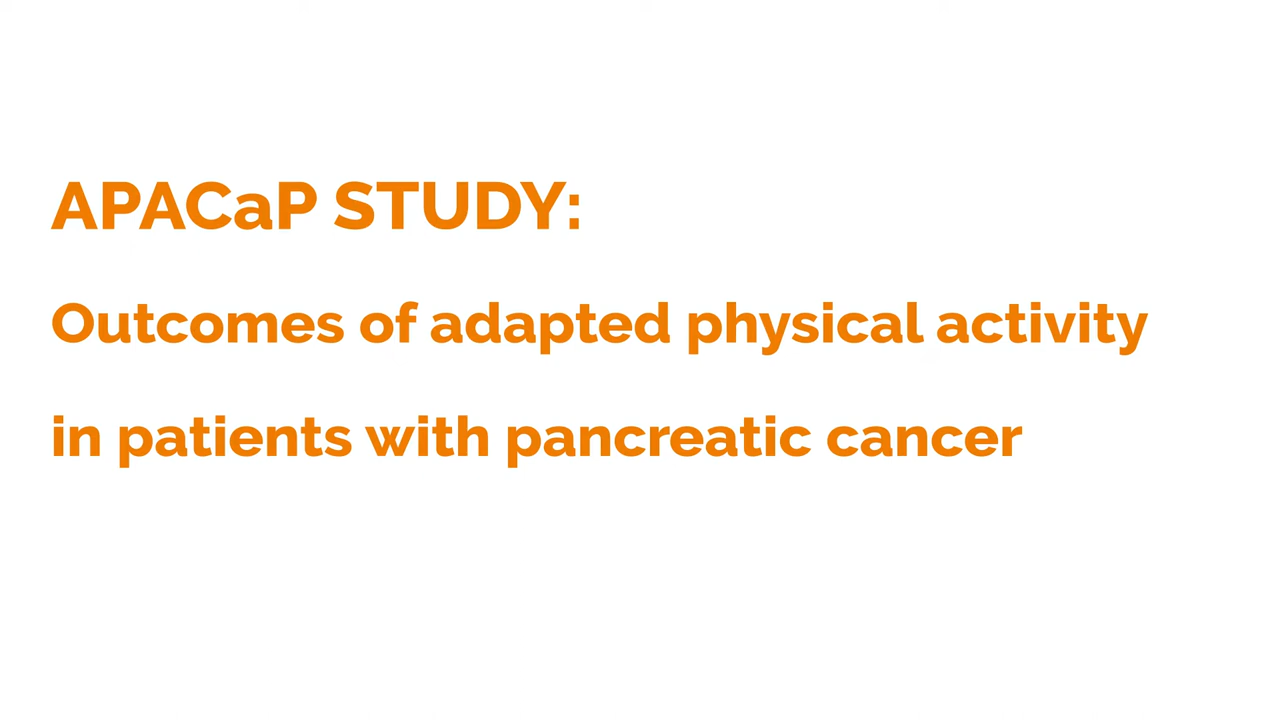 APACaP STUDY:
Outcomes of adapted physical activity
in patients with pancreatic cancer